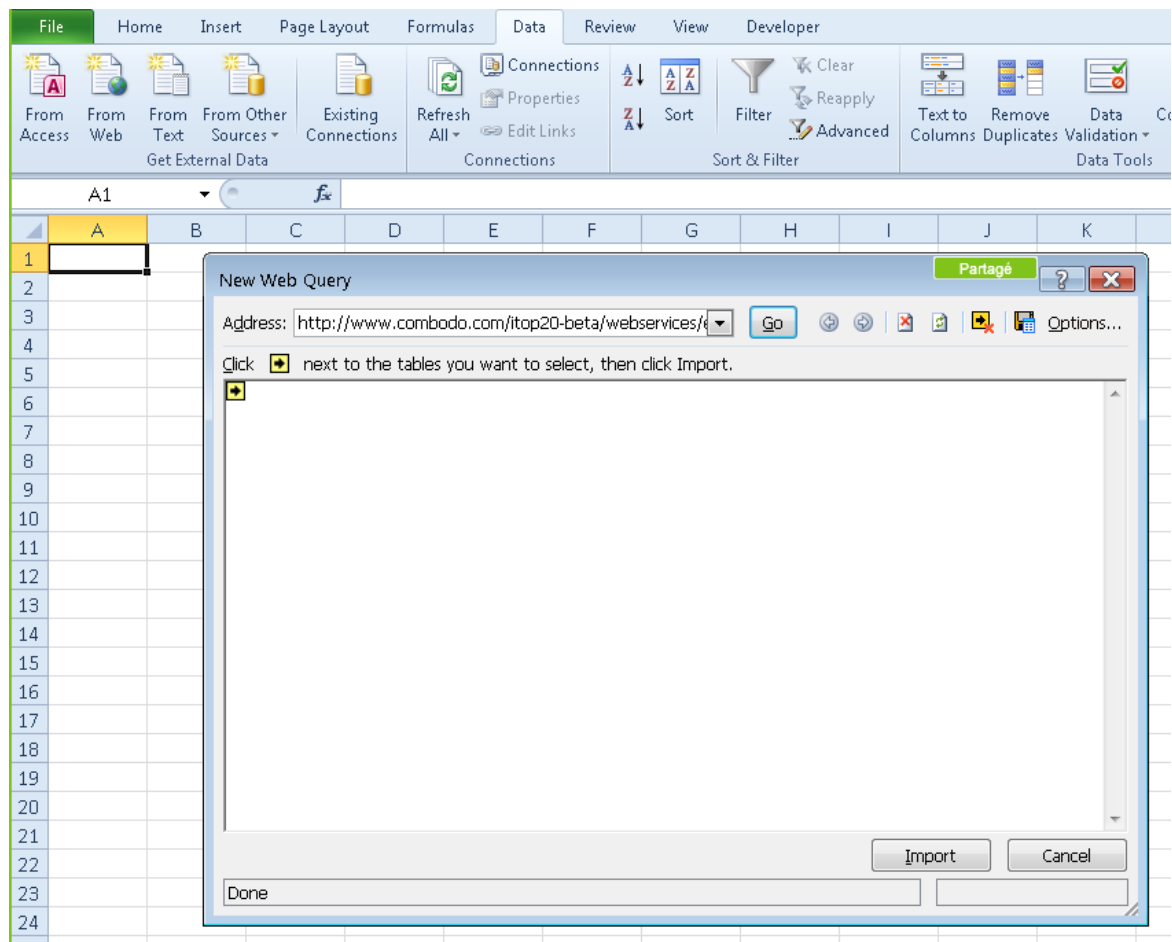 File Home Insert Page Layout Formulas Data Review View Developer
From Access
From Web
From Text
From Other Sources
Existing Connections
Get External Data
Refresh All
Connections
Properties
Edit Links
Connections
Sort
Filter
Clear
Reapply
Advanced
Sort & Filter
Text to Columns
Remove Duplicates
Data Validation
Data Tools
A1 fx
A B C D E F G H I J K
1
2
3
4
5
6
7
8
9
10
11
12
13
14
15
16
17
18
19
20
21
22
23
24
New Web Query Partagé
Address: http://www.combodo.com/itop20-beta/webservices/ Go Options...
Click next to the tables you want to select, then click Import.
Import Cancel
Done